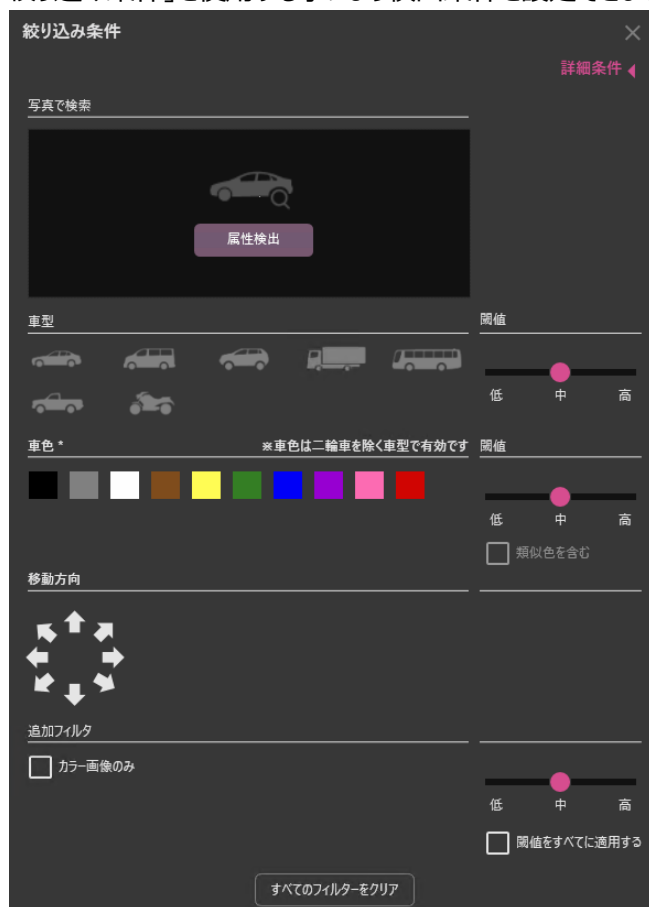 絞り込み条件
詳細条件
写真で検索
属性検出
車型
閾値
低 中 高
車色 * ※車色は二輪車を除く車型で有効です 閾値
低 中 高
類似色を含む
移動方向
追加フィルタ
カラー画像のみ
低 中 高
閾値をすべてに適用する
すべてのフィルターをクリア